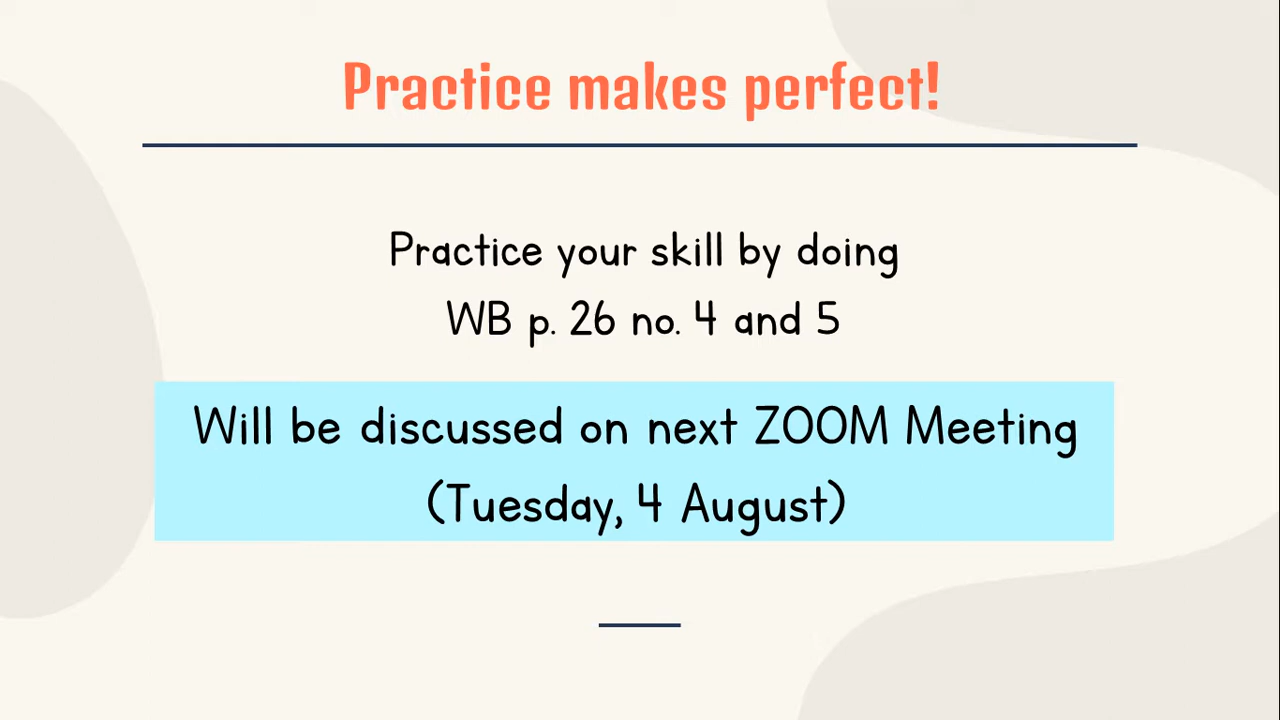 Practice makes perfect!
Practice your skill by doing
WB p. 26 no. 4 and 5
Will be discussed on next ZOOM Meeting
(Tuesday, 4 August)